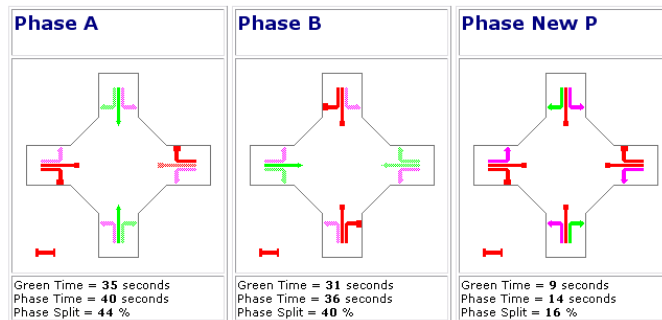 Phase A
Green Time = 35 seconds
Phase Time = 40 seconds
Phase Split = 44 %
Phase B
Green Time = 31 seconds
Phase Time = 36 seconds
Phase Split = 40 %
Phase New P
Green Time = 9 seconds
Phase Time = 14 seconds
Phase Split = 16 %